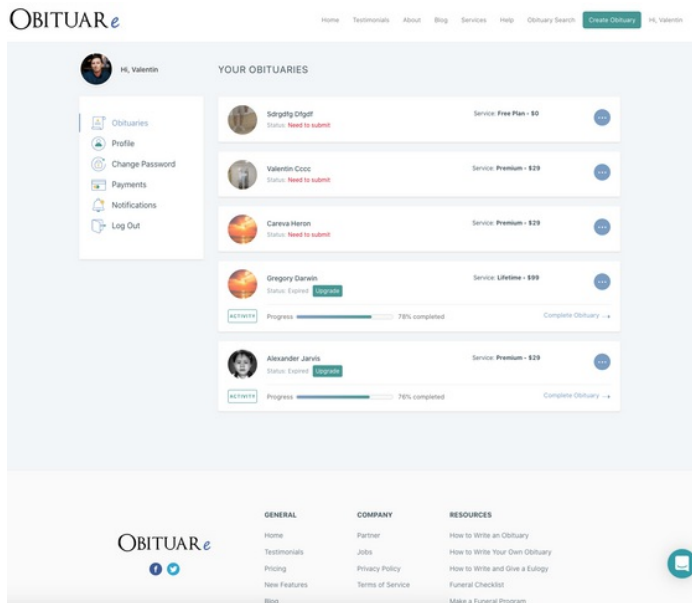 OBITUARe
Home Testimonials About Blog Services Help Obituary Search Create Obituary Hi, Valentin
Hi, Valentin
YOUR OBITUARIES
Obituaries
Profile
Change Password
Payments
Notifications
Log Out
Sdrgdfg Dfgdf
Status: Need to submit
Service: Free Plan - $0
Valentin Cccc
Status: Need to submit
Service: Premium - $29
Careva Heron
Status: Need to submit
Service: Premium - $29
Gregory Darwin
Status: Expired Upgrade
Service: Lifetime - $99
ACTIVITY Progress 78% completed Complete Obituary
Alexander Jarvis
Status: Expired Upgrade
Service: Premium - $29
ACTIVITY Progress 76% completed Complete Obituary
OBITUARe
GENERAL
Home
Testimonials
Pricing
New Features
Blog
COMPANY
Partner
Jobs
Privacy Policy
Terms of Service
RESOURCES
How to Write an Obituary
How to Write Your Own Obituary
How to Write and Give a Eulogy
Funeral Checklist
Make a Funeral Program